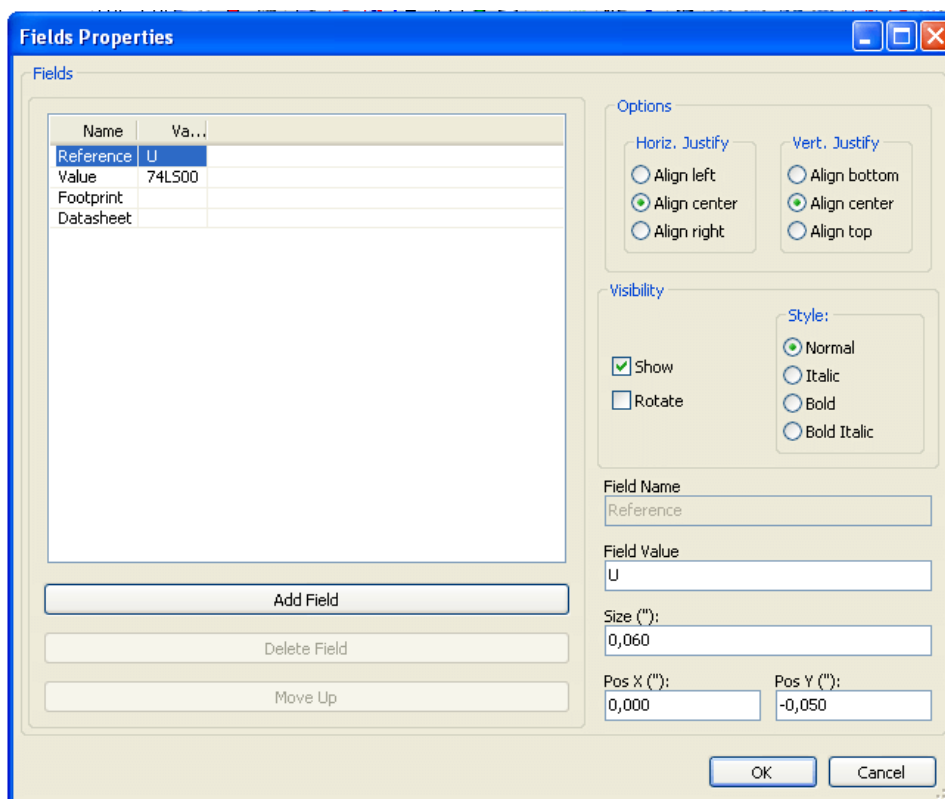 Fields Properties
Fields
Name Va...
Reference U
Value 74LS00
Footprint
Datasheet
Add Field
Delete Field
Move Up
Options
Horiz. Justify
Align left
Align center
Align right
Vert. Justify
Align bottom
Align center
Align top
Visibility
Show
Rotate
Style:
Normal
Italic
Bold
Bold Italic
Field Name
Reference
Field Value
U
Size ("):
0,060
Pos X ("): Pos Y ("):
0,000 -0,050
OK Cancel